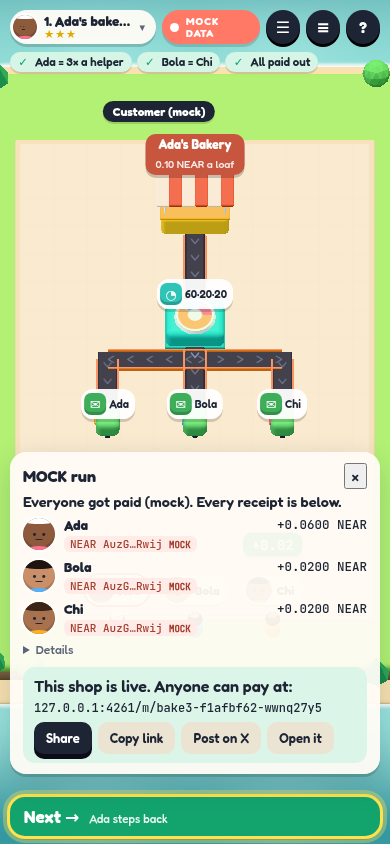 1. Ada's bake...
★★★
MOCK DATA
?
✓ Ada = 3x a helper
✓ Bola = Chi
✓ All paid out
Customer (mock)
Ada's Bakery
0.10 NEAR a loaf
60·20·20
Ada
Bola
Chi
MOCK run
×
Everyone got paid (mock). Every receipt is below.
Ada
+0.0600 NEAR
NEAR AuzG…Rwij MOCK
Bola
+0.0200 NEAR
NEAR AuzG…Rwij MOCK
Chi
+0.0200 NEAR
NEAR AuzG…Rwij MOCK
Details
This shop is live. Anyone can pay at:
127.0.0.1:4261/m/bake3-f1afbf62-wwnq27y5
Share
Copy link
Post on X
Open it
Next → Ada steps back